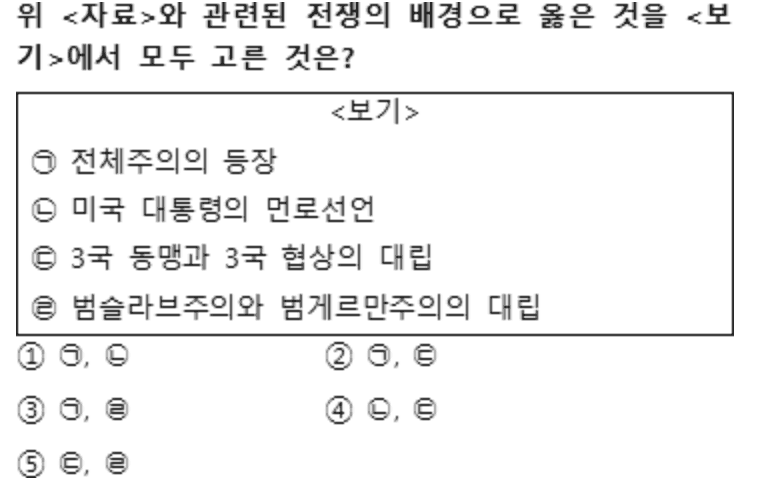 위 <자료>와 관련된 전쟁의 배경으로 옳은 것을 <보
기>에서 모두 고른 것은?
<보기>
㉠ 전체주의의 등장
㉡ 미국 대통령의 먼로선언
㉢ 3국 동맹과 3국 협상의 대립
㉣ 범슬라브주의와 범게르만주의의 대립
① ㉠, ㉡ ② ㉠, ㉢
③ ㉠, ㉣ ④ ㉡, ㉢
⑤ ㉢, ㉣